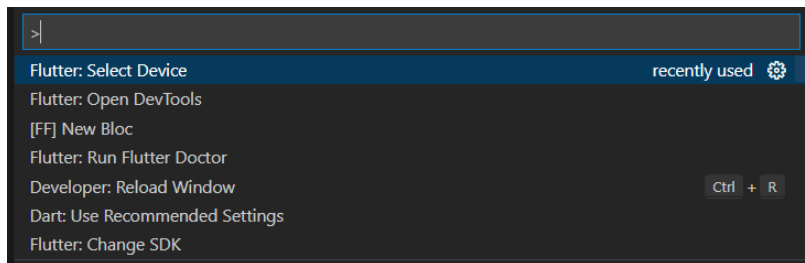 >
Flutter: Select Device recently used
Flutter: Open DevTools
[FF] New Bloc
Flutter: Run Flutter Doctor
Developer: Reload Window Ctrl + R
Dart: Use Recommended Settings
Flutter: Change SDK